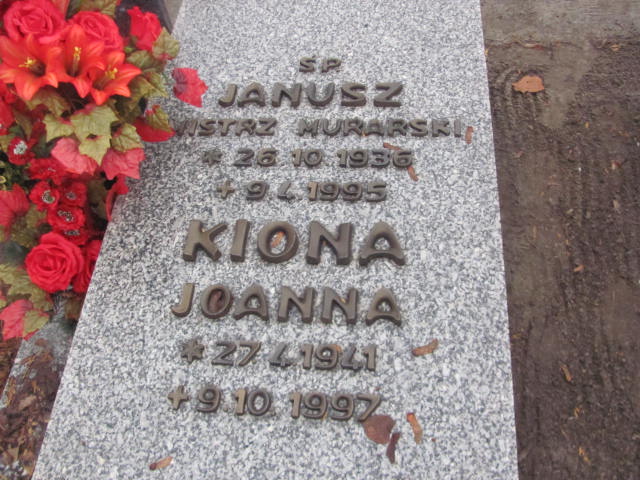 Ś.P.
JANUSZ
MISTRZ MURARSKI
* 26.10.1936
+ 9.4.1995
KIONA
JOANNA
* 27.4.1941
+ 9.10.1997